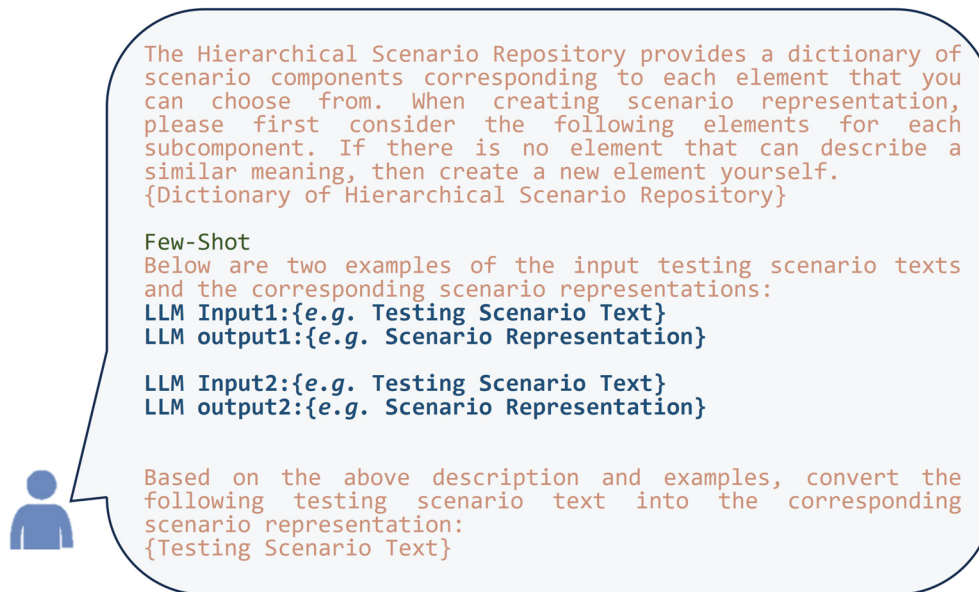 The Hierarchical Scenario Repository provides a dictionary of
scenario components corresponding to each element that you
can choose from. When creating scenario representation,
please first consider the following elements for each
subcomponent. If there is no element that can describe a
similar meaning, then create a new element yourself.
{Dictionary of Hierarchical Scenario Repository}
Few-Shot
Below are two examples of the input testing scenario texts
and the corresponding scenario representations:
LLM Input1:{e.g. Testing Scenario Text}
LLM output1:{e.g. Scenario Representation}
LLM Input2:{e.g. Testing Scenario Text}
LLM output2:{e.g. Scenario Representation}
Based on the above description and examples, convert the
following testing scenario text into the corresponding
scenario representation:
{Testing Scenario Text}